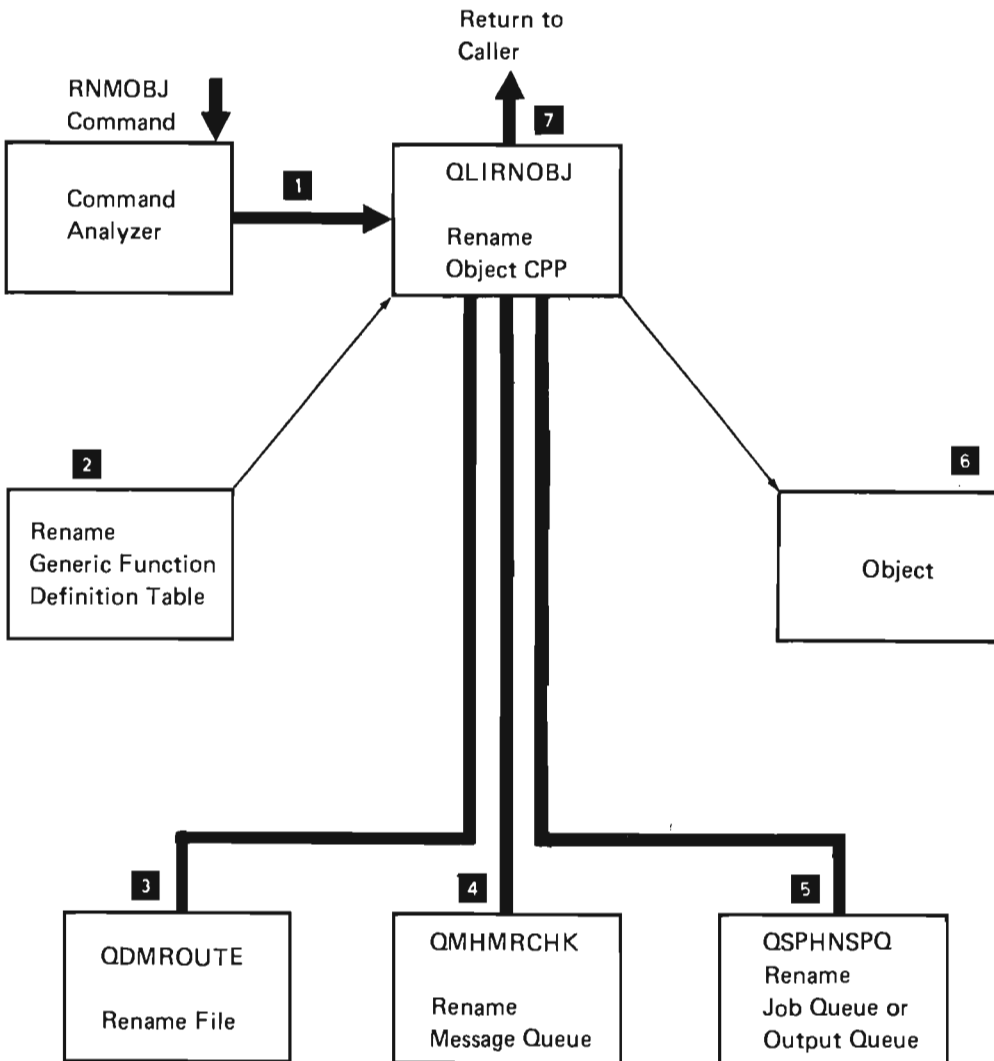 Return to
Caller
RNMOBJ
Command
7
1
QLIRNOBJ
Rename
Object CPP
Command
Analyzer
2
6
Rename
Generic Function
Definition Table
Object
3
4
5
QDMROUTE
Rename File
QMHMRCHK
Rename
Message Queue
QSPHNSPQ
Rename
Job Queue or
Output Queue